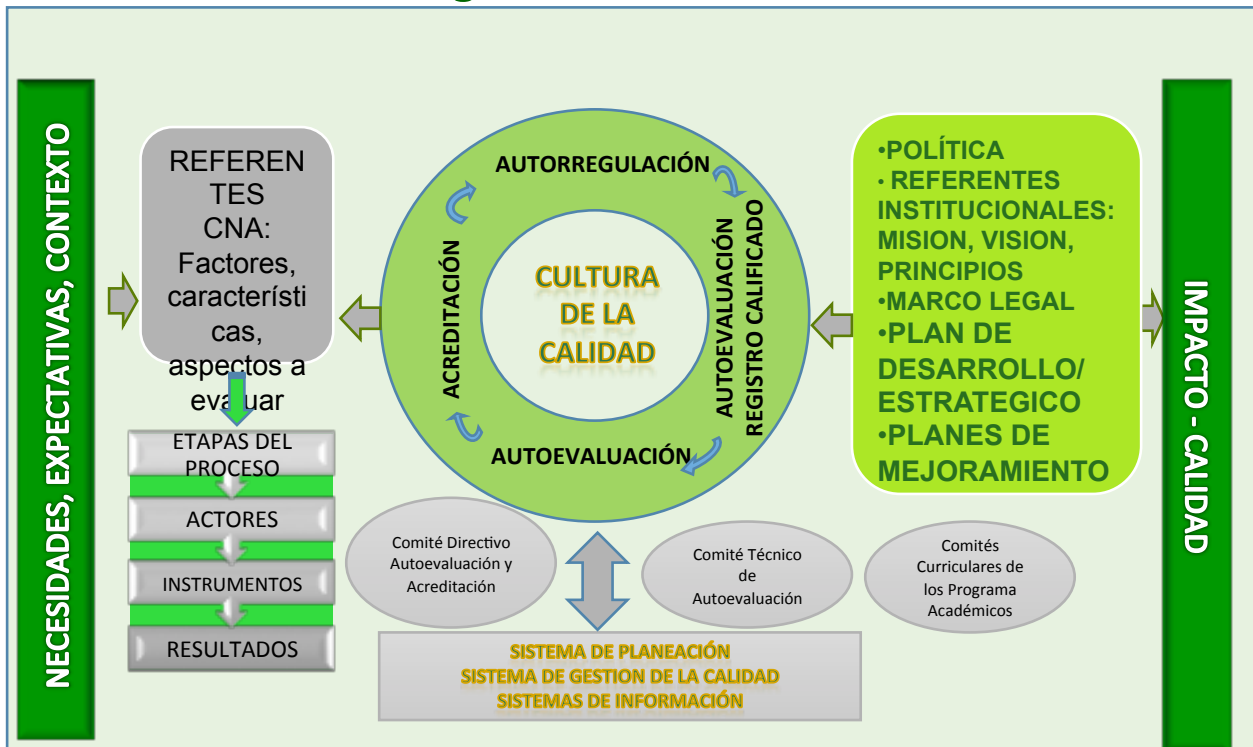 NECESIDADES, EXPECTATIVAS, CONTEXTO
REFEREN
TES
CNA:
Factores,
característi
cas,
aspectos a
evaluar
ETAPAS DEL
PROCESO
ACTORES
INSTRUMENTOS
RESULTADOS
AUTORREGULACIÓN
AUTOEVALUACIÓN
REGISTRO CALIFICADO
AUTOEVALUACIÓN
ACREDITACIÓN
CULTURA
DE LA
CALIDAD
Comité Directivo
Autoevaluación y
Acreditación
Comité Técnico
de
Autoevaluación
Comités
Curriculares de
los Programa
Académicos
SISTEMA DE PLANEACIÓN
SISTEMA DE GESTION DE LA CALIDAD
SISTEMAS DE INFORMACIÓN
•POLÍTICA
• REFERENTES
INSTITUCIONALES:
MISION, VISION,
PRINCIPIOS
•MARCO LEGAL
•PLAN DE
DESARROLLO/
ESTRATEGICO
•PLANES DE
MEJORAMIENTO
IMPACTO - CALIDAD